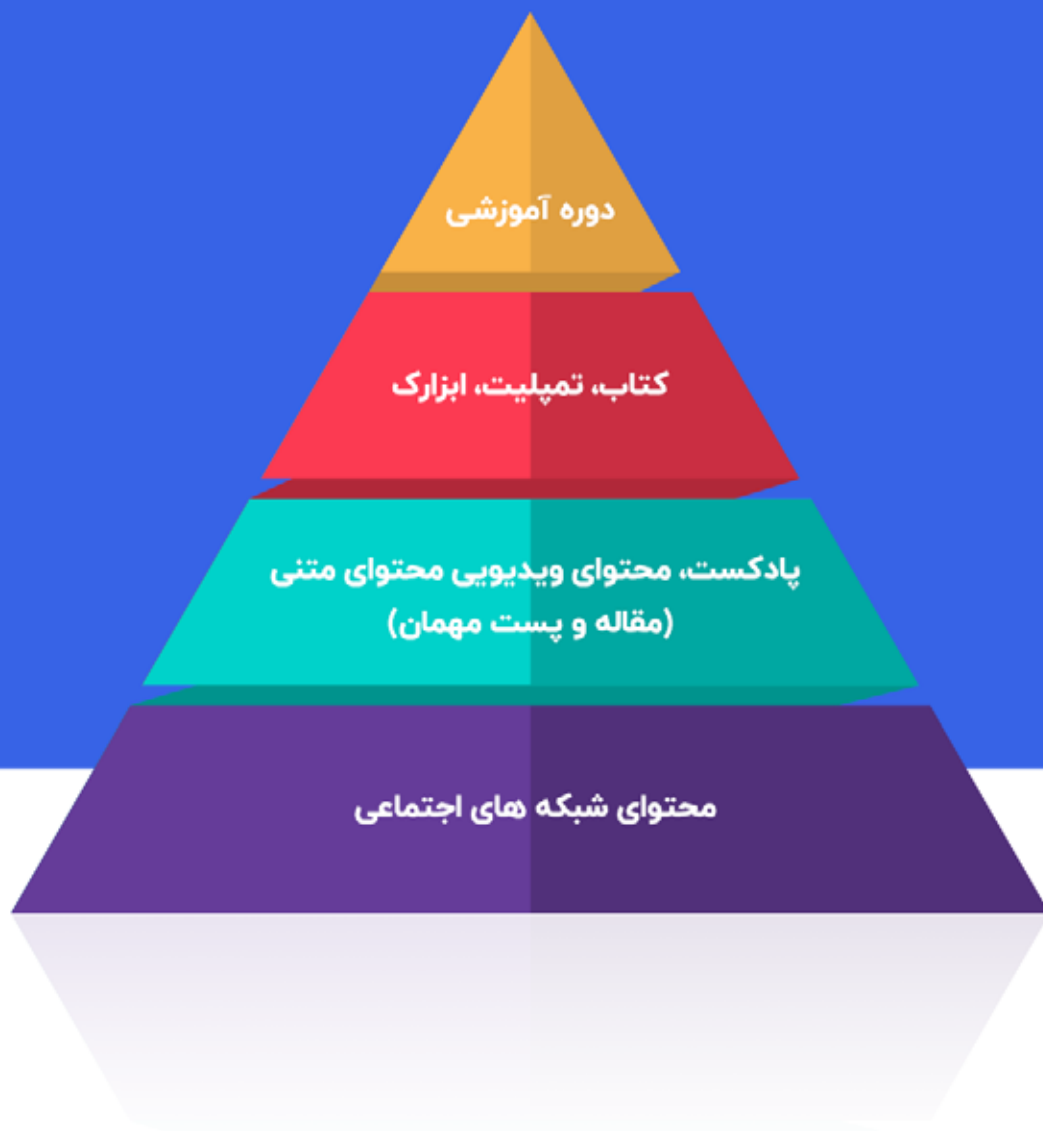 دوره آموزشی
کتاب، تمپلیت، ابزارک
پادکست، محتوای ویدیویی محتوای متنی
(مقاله و پست مهمان)
محتوای شبکه های اجتماعی